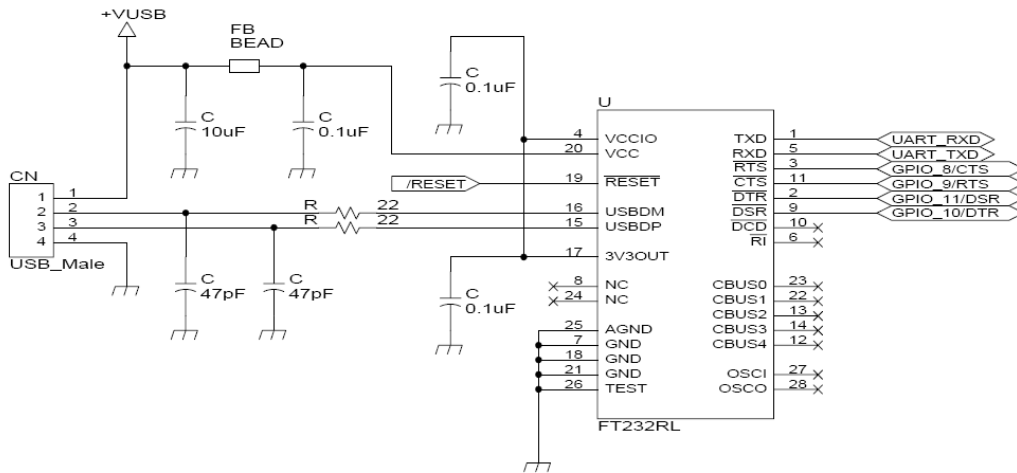 +VUSB
FB
BEAD
C
10uF
C
0.1uF
C
0.1uF
CN
1
2
3
4
1
2
3
4
USB_Male
/RESET
R
22
R
22
C
47pF
C
47pF
C
0.1uF
U
4
VCCIO
20
VCC
19
RESET
16
USBDM
15
USBDP
17
3V3OUT
8
NC
24
NC
25
AGND
7
GND
18
GND
21
GND
26
TEST
TXD
1
UART_RXD
RXD
5
UART_TXD
RTS
3
GPIO_8/CTS
CTS
11
GPIO_9/RTS
DTR
2
GPIO_11/DSR
DSR
9
GPIO_10/DTR
DCD
10
RI
6
CBUS0
23
CBUS1
22
CBUS2
13
CBUS3
14
CBUS4
12
OSCI
27
OSCO
28
FT232RL